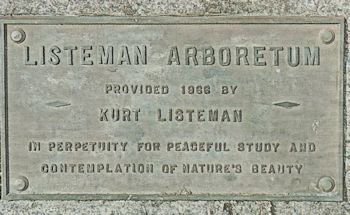 LISTEMAN ARBORETUM
PROVIDED 1966 BY
KURT LISTEMAN
IN PERPETUITY FOR PEACEFUL STUDY AND
CONTEMPLATION OF NATURE'S BEAUTY